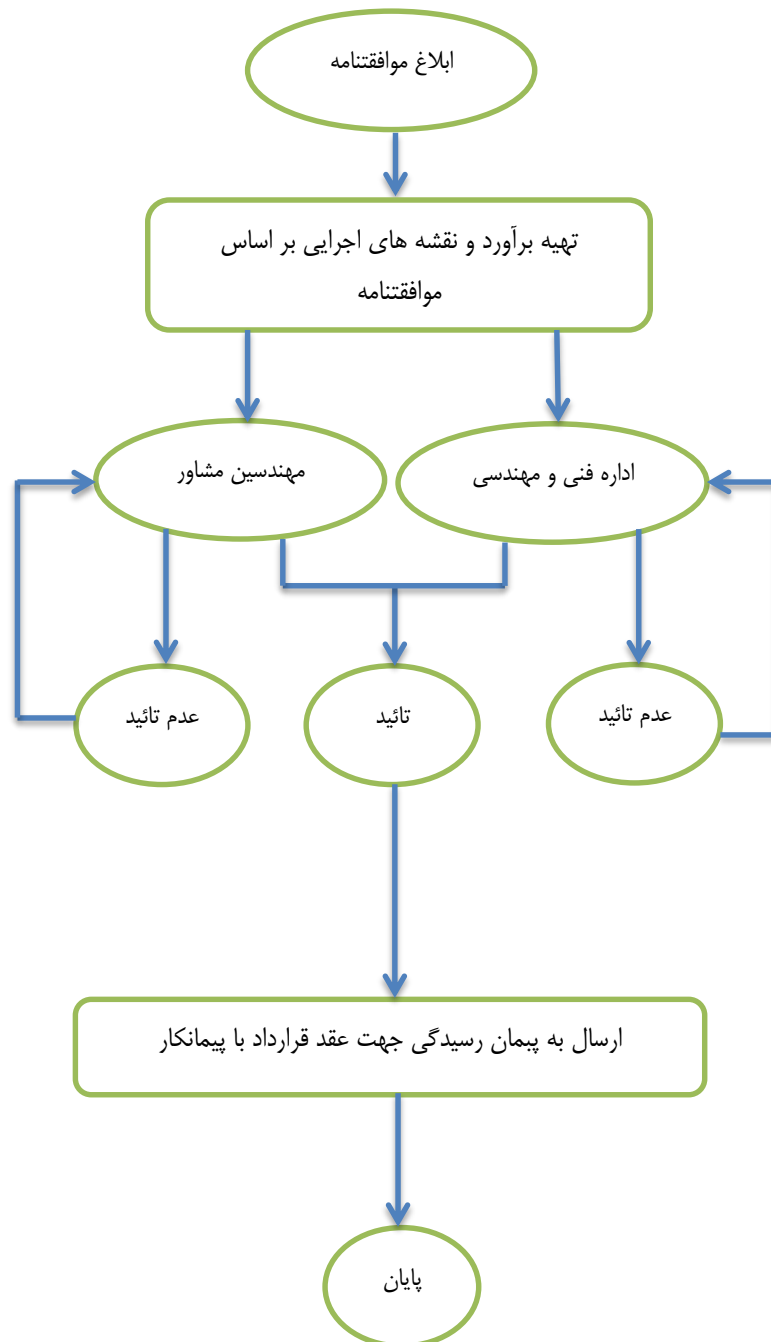 ابلاغ موافقتنامه
تهیه برآورد و نقشه های اجرایی بر اساس
موافقتنامه
اداره فنی و مهندسی
مهندسین مشاور
عدم تائید
تائید
عدم تائید
ارسال به پیمان رسیدگی جهت عقد قرارداد با پیمانکار
پایان